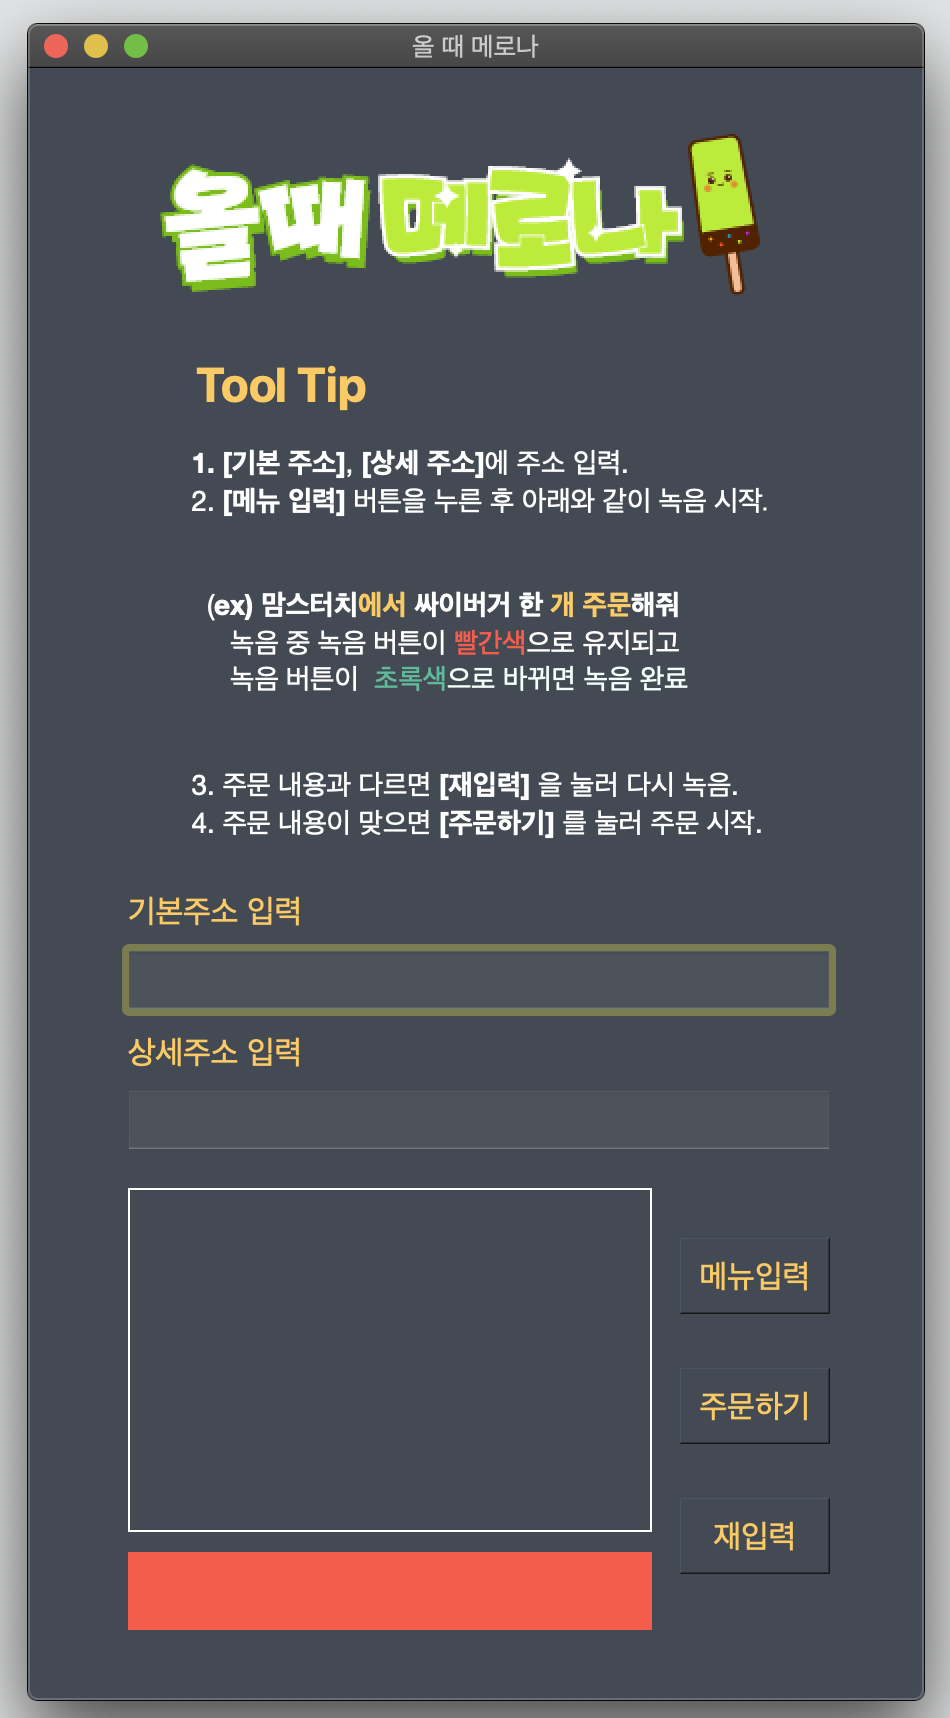 올 때 메로나
올때 메로나
Tool Tip
1. [기본 주소], [상세 주소]에 주소 입력.
2. [메뉴 입력] 버튼을 누른 후 아래와 같이 녹음 시작.
(ex) 맘스터치에서 싸이버거 한 개 주문해줘
녹음 중 녹음 버튼이 빨간색으로 유지되고
녹음 버튼이 초록색으로 바뀌면 녹음 완료
3. 주문 내용과 다르면 [재입력] 을 눌러 다시 녹음.
4. 주문 내용이 맞으면 [주문하기] 를 눌러 주문 시작.
기본주소 입력
상세주소 입력
메뉴입력
주문하기
재입력